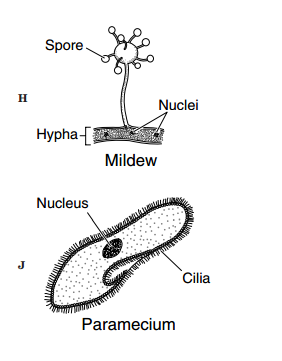 Spore
H
Nuclei
Hypha
Mildew
Nucleus
J
Cilia
Paramecium